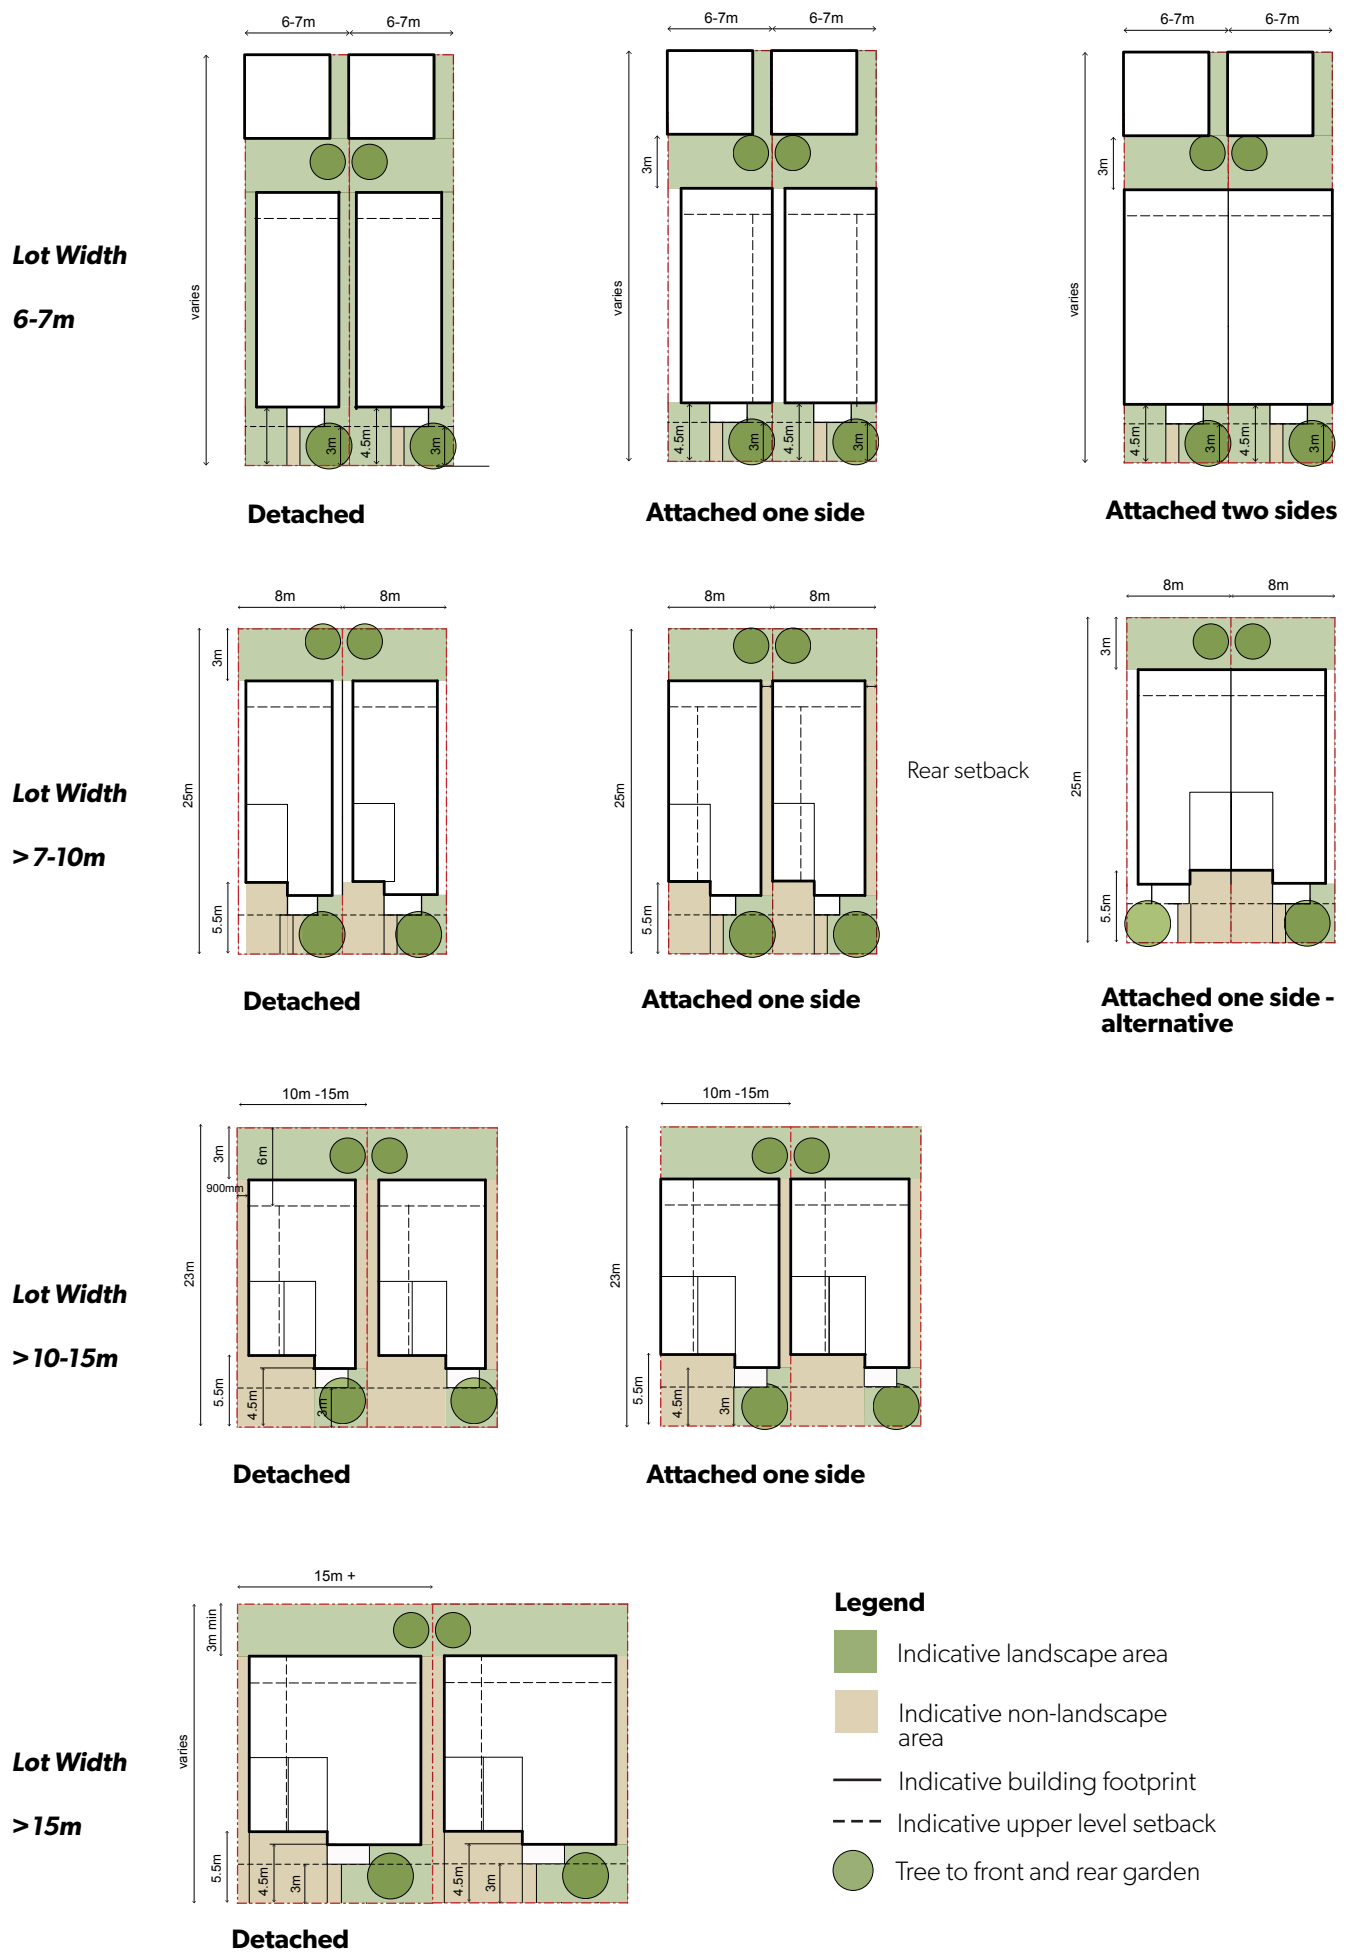 6-7m 6-7m
6-7m 6-7m
6-7m 6-7m
Lot Width
6-7m
varies
4.5m
3m
Detached
varies
3m
4.5m
3m
4.5m
3m
Attached one side
varies
3m
4.5m
3m
4.5m
3m
Attached two sides
8m 8m
8m 8m
8m 8m
Lot Width
>7-10m
25m
3m
5.5m
Detached
25m
5.5m
Attached one side
Rear setback
25m
3m
5.5m
Attached one side -
alternative
10m -15m
10m -15m
Lot Width
>10-15m
23m
3m
6m
900mm
5.5m
4.5m
3m
Detached
23m
5.5m
4.5m
3m
Attached one side
15m +
Lot Width
>15m
varies
3m min
5.5m
4.5m
3m
4.5m
3m
Detached
Legend
Indicative landscape area
Indicative non-landscape
area
Indicative building footprint
Indicative upper level setback
Tree to front and rear garden